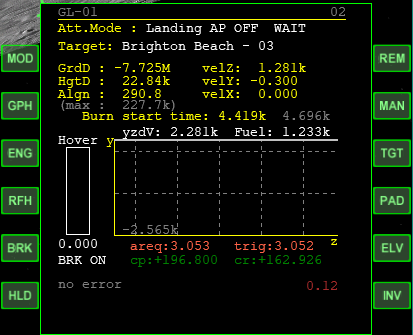 GL-01 02
Att.Mode : Landing AP OFF WAIT
Target: Brighton Beach - 03
MOD REM
GrdD : -7.725M velZ: 1.281k
HgtD : 22.84k velY: -0.300
Algn : 290.8 velX: 0.000
(max : 227.7k)
GPH MAN
Burn start time: 4.419k 4.696k
yzdV: 2.281k Fuel: 1.233k
Hover y
ENG TGT
RFH PAD
-2.565k
z
0.000 areq:3.053 trig:3.052
BRK ELV
BRK ON cp:+196.800 cr:+162.926
no error 0.12
HLD INV